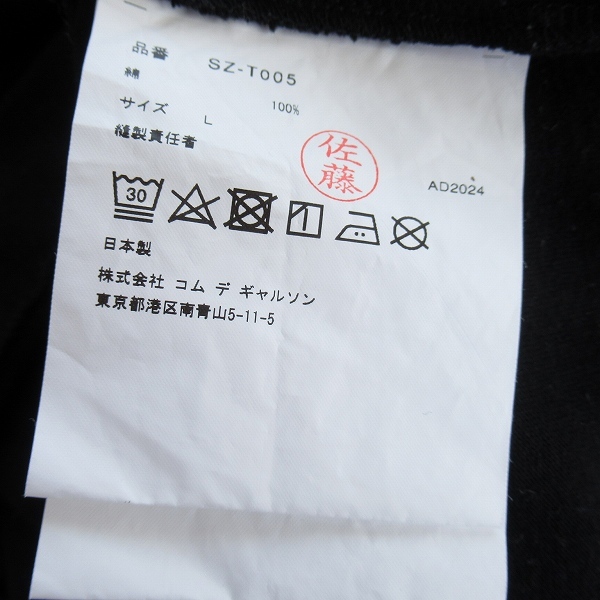 品番 SZ-T005
綿 100%
サイズ L
縫製責任者
佐藤
AD2024
30
日本製
株式会社 コム デ ギャルソン
東京都港区南青山5-11-5